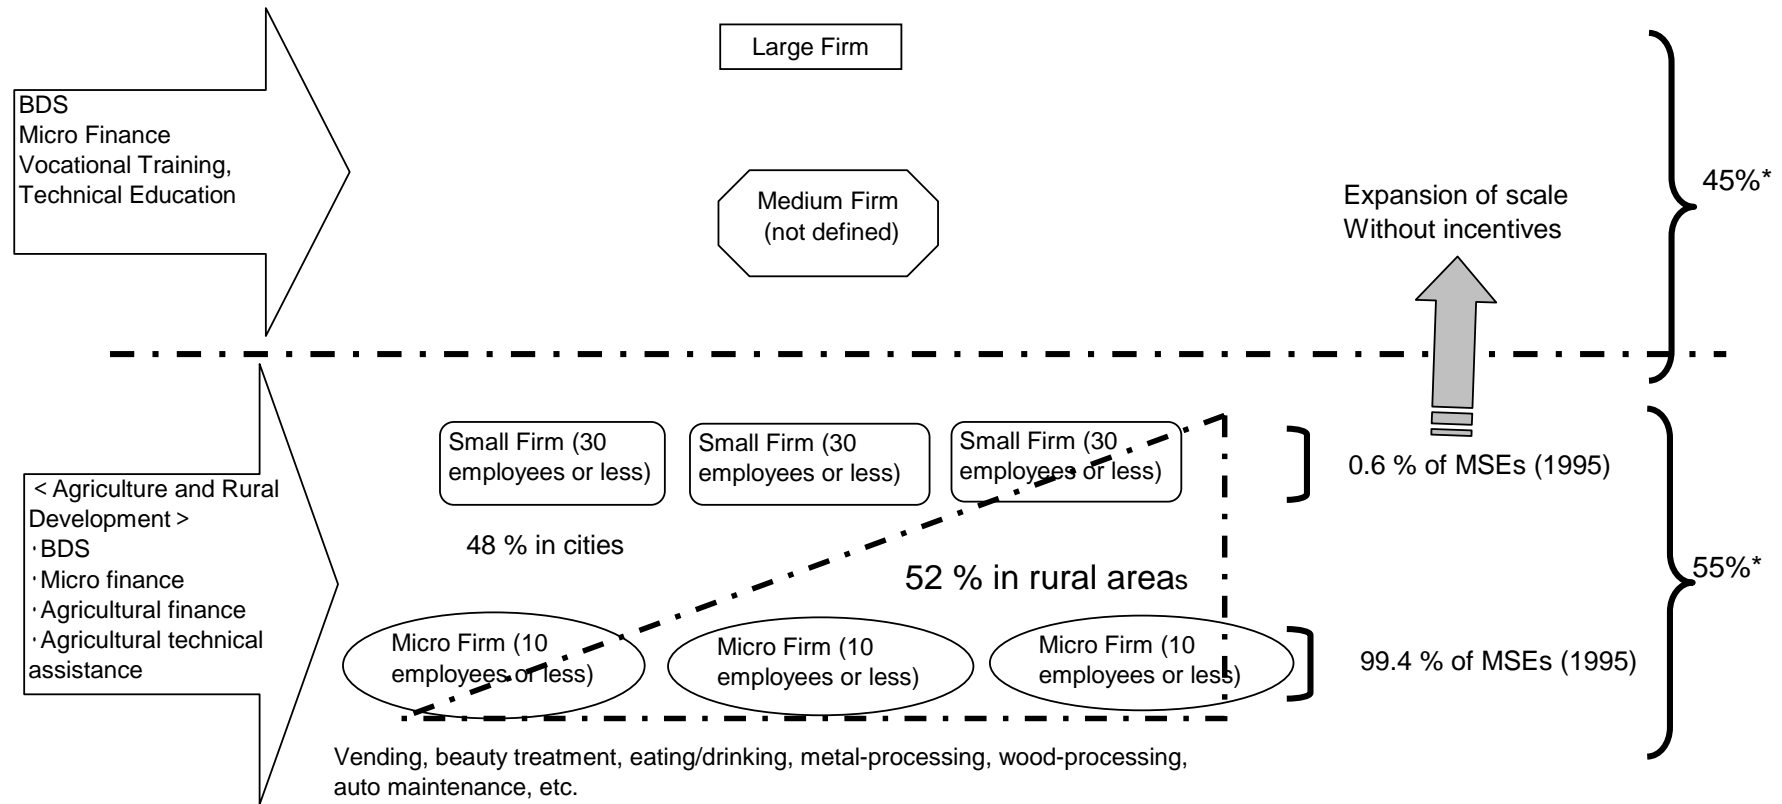 Large Firm
BDS
Micro Finance
Vocational Training,
Technical Education
Medium Firm
(not defined)
Expansion of scale
Without incentives
45%*
Small Firm (30
employees or less)
Small Firm (30
employees or less)
Small Firm (30
employees or less)
0.6 % of MSEs (1995)
< Agriculture and Rural
Development >
·BDS
·Micro finance
·Agricultural finance
·Agricultural technical
assistance
48 % in cities
52 % in rural areas
55%*
Micro Firm (10
employees or less)
Micro Firm (10
employees or less)
Micro Firm (10
employees or less)
99.4 % of MSEs (1995)
Vending, beauty treatment, eating/drinking, metal-processing, wood-processing,
auto maintenance, etc.